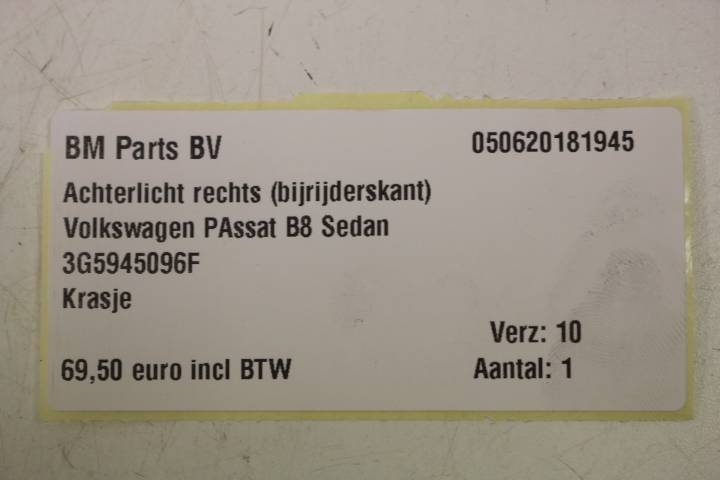 BM Parts BV 050620181945
Achterlicht rechts (bijrijderskant)
Volkswagen PAssat B8 Sedan
3G5945096F
Krasje
Verz: 10
69,50 euro incl BTW Aantal: 1